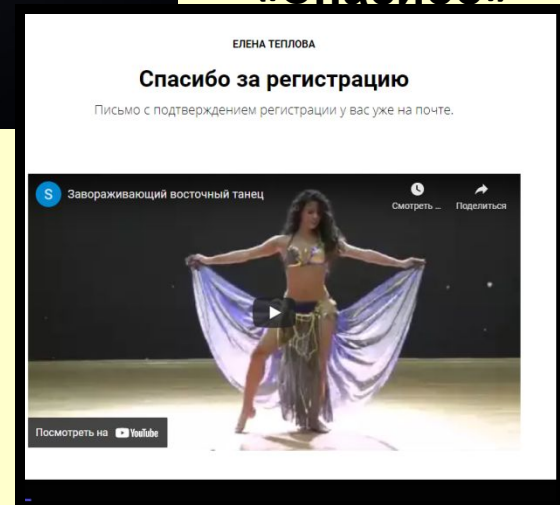 ЕЛЕНА ТЕПЛОВА
Спасибо за регистрацию
Письмо с подтверждением регистрации у вас уже на почте.
S Завораживающий восточный танец
Смотреть ... Поделиться
Посмотреть на YouTube